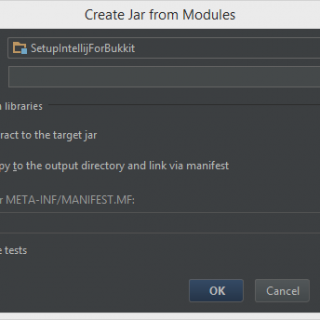 Create Jar from Modules
SetupIntellijForBukkit
libraries
ract to the target jar
py to the output directory and link via manifest
r META-INF/MANIFEST.MF:
tests
OK
Cancel